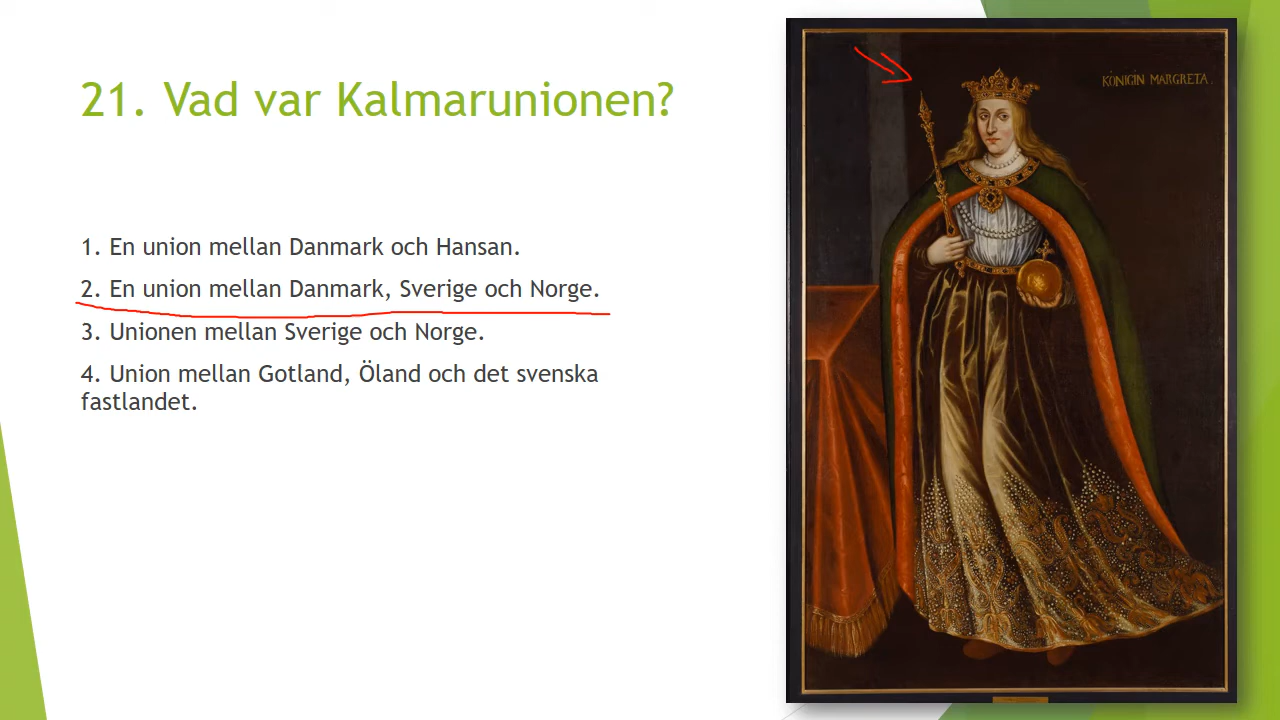 21. Vad var Kalmarunionen?
1. En union mellan Danmark och Hansan.
2. En union mellan Danmark, Sverige och Norge.
3. Unionen mellan Sverige och Norge.
4. Union mellan Gotland, Öland och det svenska
fastlandet.
KÖNIGIN MARGRETA.